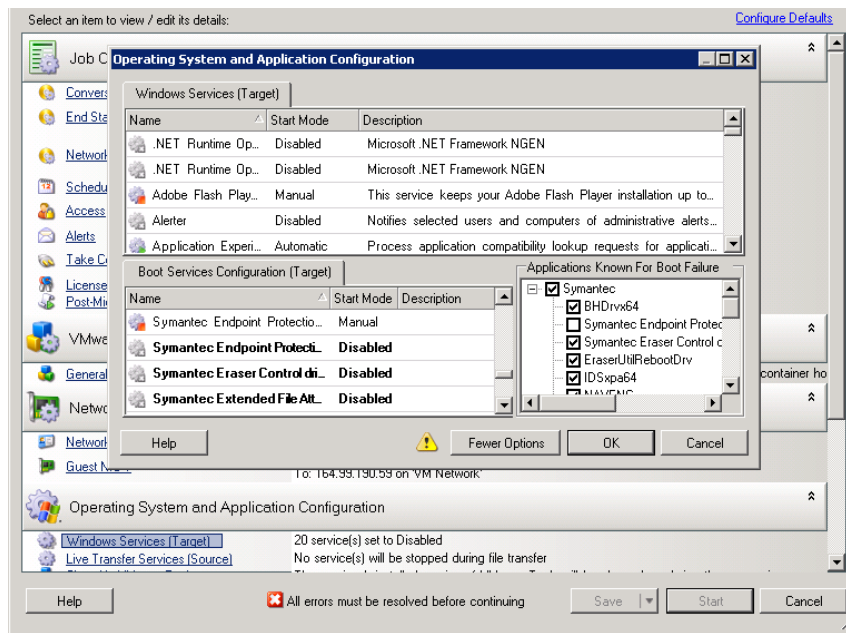 Select an item to view / edit its details:
Configure Defaults
Job C
Operating System and Application Configuration
Convers
End Sta
Network
Schedu
Access
Alerts
Take Co
License
Post-Mi
VMwa
General
container ho
Netwo
Network
Guest N
To: 164.99.190.59 on 'VM Network'
Windows Services (Target)
Name Start Mode Description
.NET Runtime Op... Disabled Microsoft .NET Framework NGEN
.NET Runtime Op... Disabled Microsoft .NET Framework NGEN
Adobe Flash Play... Manual This service keeps your Adobe Flash Player installation up to...
Alerter Disabled Notifies selected users and computers of administrative alerts...
Application Experi... Automatic Process application compatibility lookup requests for applicati...
Boot Services Configuration (Target)
Name Start Mode Description
Symantec Endpoint Protectio... Manual
Symantec Endpoint Protecti... Disabled
Symantec Eraser Control dri... Disabled
Symantec Extended File Att... Disabled
Applications Known For Boot Failure
Symantec
BHDrvx64
Symantec Endpoint Protec
Symantec Eraser Control d
EraserUtilRebootDrv
IDSxpa64
NAVENG
Help
Fewer Options
OK
Cancel
Operating System and Application Configuration
Windows Services (Target) 20 service(s) set to Disabled
Live Transfer Services (Source) No service(s) will be stopped during file transfer
Help
All errors must be resolved before continuing
Save
Start
Cancel